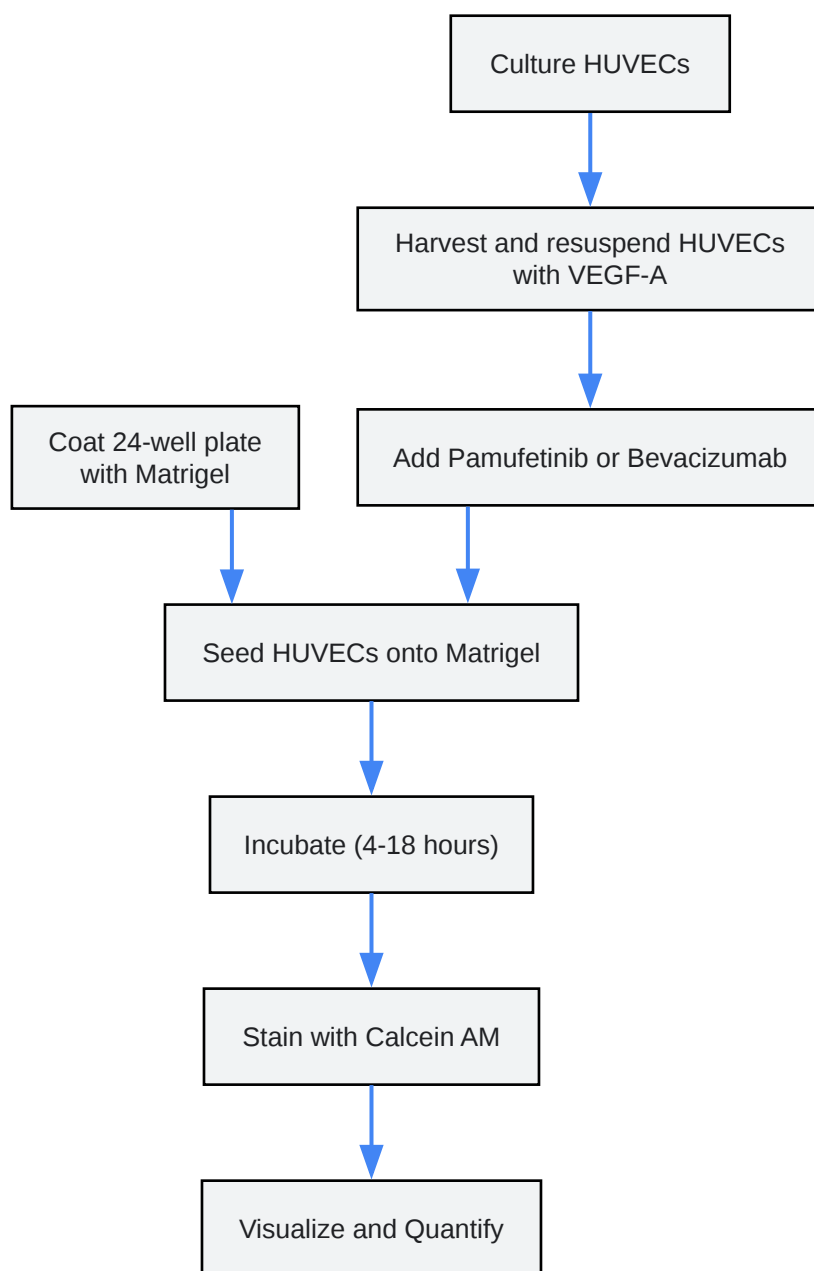 Culture HUVECs
Harvest and resuspend HUVECs
with VEGF-A
Coat 24-well plate
with Matrigel
Add Pamufetinib or Bevacizumab
Seed HUVECs onto Matrigel
Incubate (4-18 hours)
Stain with Calcein AM
Visualize and Quantify